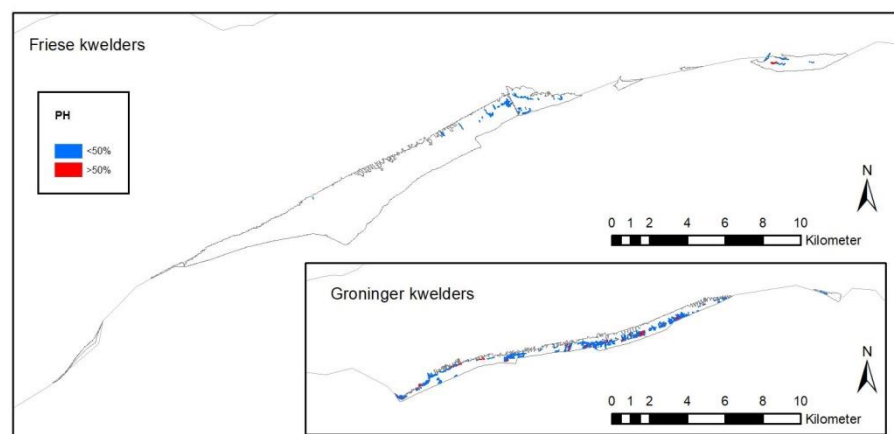 Friese kwelders
PH
<50%
>50%
N
0 1 2 4 6 8 10
Kilometer
Groninger kwelders
N
0 1 2 4 6 8 10
Kilometer